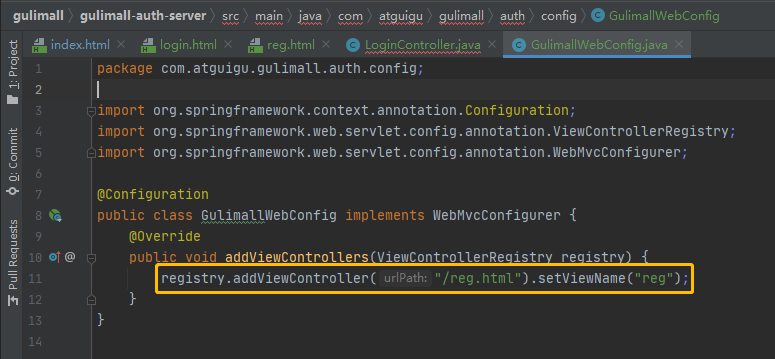 gulimall gulimall-auth-server src main java com atguigu gulimall auth config GulimallWebConfig
index.html login.html reg.html LoginController.java GulimallWebConfig.java
1: Project
0: Commit
Pull Requests
1 package com.atguigu.gulimall.auth.config;
2
3 import org.springframework.context.annotation.Configuration;
4 import org.springframework.web.servlet.config.annotation.ViewControllerRegistry;
5 import org.springframework.web.servlet.config.annotation.WebMvcConfigurer;
6
7 @Configuration
8 public class GulimallWebConfig implements WebMvcConfigurer {
9 @Override
10 @ public void addViewControllers(ViewControllerRegistry registry) {
11 registry.addViewController( urlPath: "/reg.html").setViewName("reg");
12 }
13 }
14